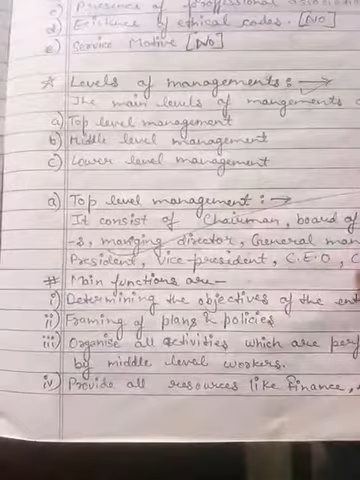 c) Presence of professional
d) Existence of ethical codes. [NO]
e) Service Motive [No]
☆ Levels of managements :- →
The main levels of mangements
a) Top level management
b) Middle level management
c) Lower level management
a) Top level management :- →
It consist of Chairman, board of
-s, manging director, General
President, Vice-president, C.E.O, C
# Main functions are -
i) Determining the objectives of the
ii) Framing of plans & policies
iii) Organise all activities which are
by middle level workers.
iv) Provide all resources like finance,